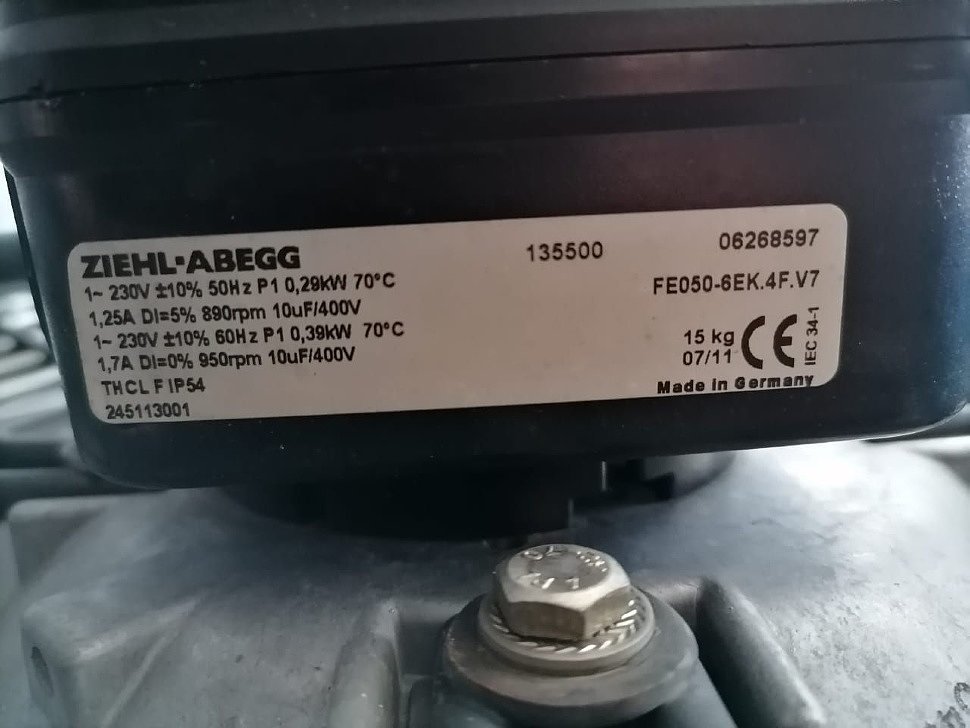 ZIEHL-ABEGG 135500 06268597
1~ 230V ±10% 50Hz P1 0,29kW 70°C FE050-6EK.4F.V7
1,25A DI=5% 890rpm 10uF/400V
1~ 230V ±10% 60Hz P1 0,39kW 70°C 15 kg CE IEC 34-1
1,7A DI=0% 950rpm 10uF/400V 07/11
THCL F IP54 Made in Germany
245113001